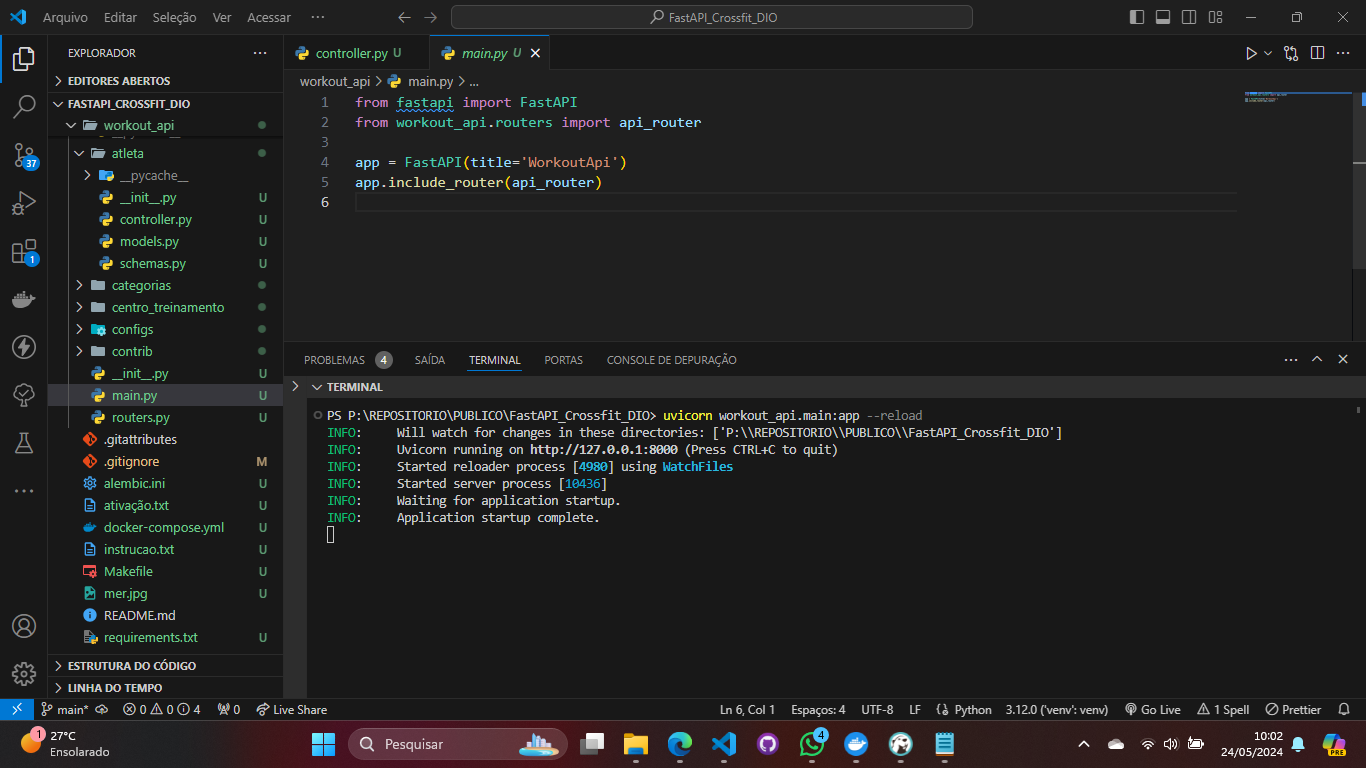 Arquivo Editar Seleção Ver Acessar ···
FastAPI_Crossfit_DIO
EXPLORADOR ···
EDITORES ABERTOS
FASTAPI_CROSSFIT_DIO
workout_api
atleta
__pycache__
__init__.py U
controller.py U
models.py U
schemas.py U
categorias
centro_treinamento
configs
contrib
__init__.py U
main.py U
routers.py U
.gitattributes
.gitignore M
alembic.ini U
ativação.txt U
docker-compose.yml U
instrucao.txt U
Makefile U
mer.jpg U
README.md
requirements.txt U
ESTRUTURA DO CÓDIGO
LINHA DO TEMPO
37
1
controller.py U
main.py U
workout_api > main.py > ...
1 from fastapi import FastAPI
2 from workout_api.routers import api_router
3
4 app = FastAPI(title='WorkoutApi')
5 app.include_router(api_router)
6
PROBLEMAS 4 SAÍDA TERMINAL PORTAS CONSOLE DE DEPURAÇÃO
TERMINAL
PS P:\REPOSITORIO\PUBLICO\FastAPI_Crossfit_DIO> uvicorn workout_api.main:app --reload
INFO: Will watch for changes in these directories: ['P:\\REPOSITORIO\\PUBLICO\\FastAPI_Crossfit_DIO']
INFO: Uvicorn running on http://127.0.0.1:8000 (Press CTRL+C to quit)
INFO: Started reloader process [4980] using WatchFiles
INFO: Started server process [10436]
INFO: Waiting for application startup.
INFO: Application startup complete.
main* 0 0 4 0 Live Share Ln 6, Col 1 Espaços: 4 UTF-8 LF Python 3.12.0 ('venv': venv) Go Live 1 Spell Prettier
1
27°C
Ensolarado
Pesquisar
4
10:02
24/05/2024
PRE